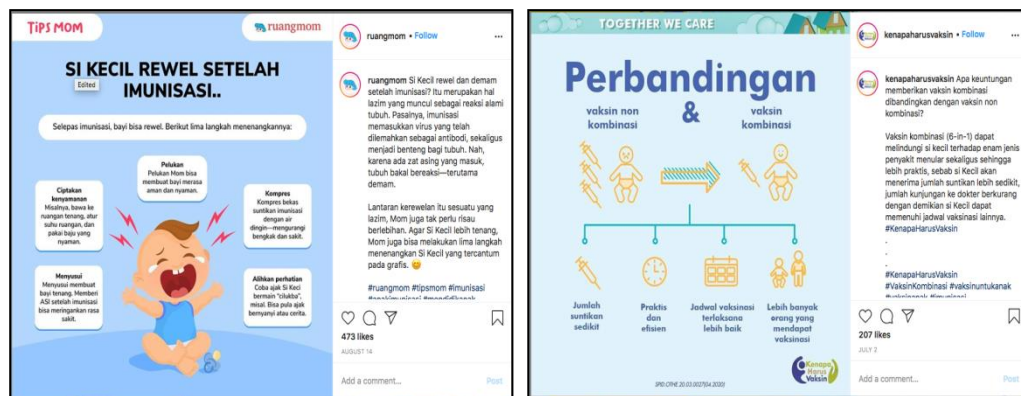 TiPS MOM
ruangmom
SI KECIL REWEL SETELAH
IMUNISASI..
Edited
Selepas imunisasi, bayi bisa rewel. Berikut lima langkah menenangkannya:
Pelukan
Pelukan Mom bisa
membuat bayi merasa
aman dan nyaman.
Ciptakan
kenyamanan
Misalnya, bawa ke
ruangan tenang, atur
suhu ruangan, dan
pakai baju yang
nyaman.
Kompres
Kompres bekas
suntikan imunisasi
dengan air
dingin—mengurangi
bengkak dan sakit.
Menyusui
Menyusui membuat
bayi tenang. Memberi
ASI setelah imunisasi
bisa meringankan rasa
sakit.
Alihkan perhatian
Coba ajak Si Keci
bermain "cilukba",
misal. Bisa pula ajak
bernyanyi atau cerita.
ruangmom • Follow
ruangmom Si Kecil rewel dan demam
setelah imunisasi? Itu merupakan hal
lazim yang muncul sebagai reaksi alami
tubuh. Pasalnya, imunisasi
memasukkan virus yang telah
dilemahkan sebagai antibodi, sekaligus
menjadi benteng bagi tubuh. Nah,
karena ada zat asing yang masuk,
tubuh bakal bereaksi—terutama
demam.
Lantaran kerewelan itu sesuatu yang
lazim, Mom juga tak perlu risau
berlebihan. Agar Si Kecil lebih tenang,
Mom juga bisa melakukan lima langkah
menenangkan Si Kecil yang tercantum
pada grafis.
#ruangmom #tipsmom #imunisasi
473 likes
AUGUST 14
Add a comment...
Post
TOGETHER WE CARE
Perbandingan
vaksin non
kombinasi
&
vaksin
kombinasi
Jumlah
suntikan
sedikit
Praktis
dan
efisien
Jadwal vaksinasi
terlaksana
lebih baik
Lebih banyak
orang yang
mendapat
vaksinasi
Kenapa
Harus
Vaksin
kenapaharusvaksin • Follow
kenapaharusvaksin Apa keuntungan
memberikan vaksin kombinasi
dibandingkan dengan vaksin non
kombinasi?
Vaksin kombinasi (6-in-1) dapat
melindungi si kecil terhadap enam jenis
penyakit menular sekaligus sehingga
lebih praktis, sebab si Kecil akan
menerima jumlah suntikan lebih sedikit,
jumlah kunjungan ke dokter berkurang
dengan demikian si Kecil dapat
memenuhi jadwal vaksinasi lainnya.
#KenapaHarusVaksin
.
.
.
#KenapaHarusVaksin
#VaksinKombinasi #vaksinuntukanak
207 likes
JULY 2
Add a comment...
Post